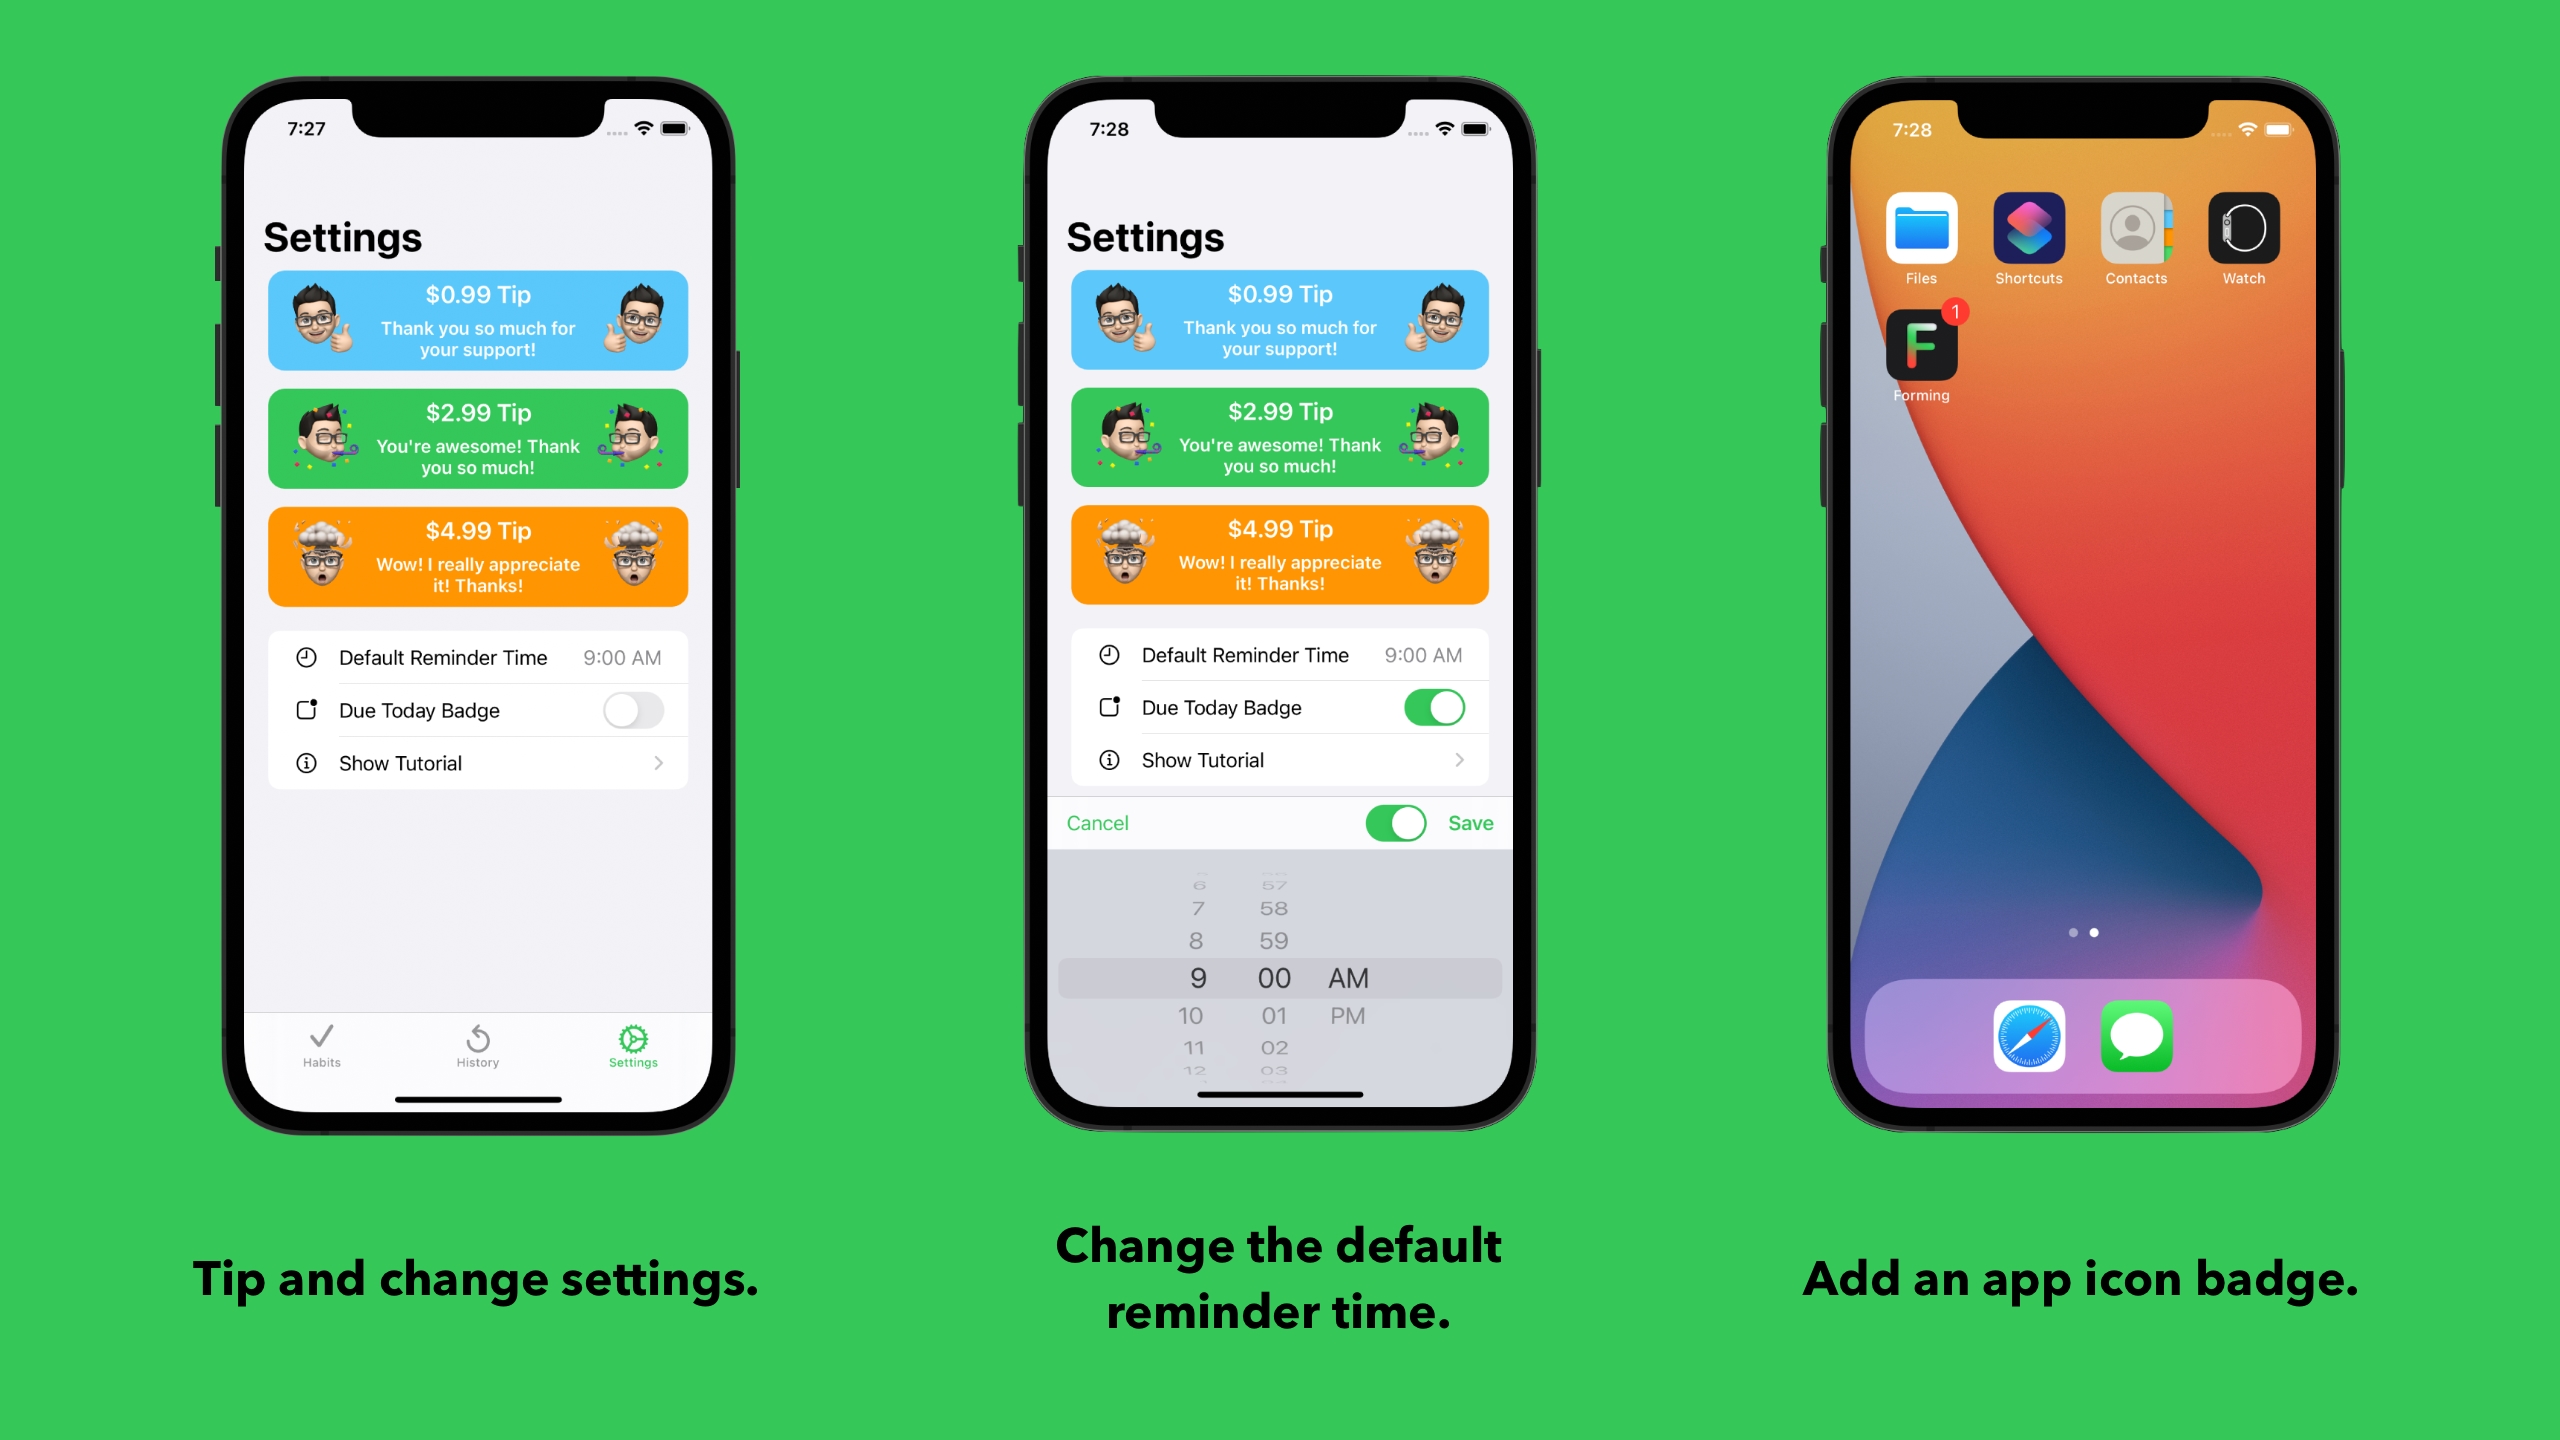 7:27
Settings
$0.99 Tip
Thank you so much for
your support!
$2.99 Tip
You're awesome! Thank
you so much!
$4.99 Tip
Wow! I really appreciate
it! Thanks!
Default Reminder Time 9:00 AM
Due Today Badge
Show Tutorial
Habits History Settings
Tip and change settings.
7:28
Settings
$0.99 Tip
Thank you so much for
your support!
$2.99 Tip
You're awesome! Thank
you so much!
$4.99 Tip
Wow! I really appreciate
it! Thanks!
Default Reminder Time 9:00 AM
Due Today Badge
Show Tutorial
Cancel Save
6 57
7 58
8 59
9 00 AM
10 01 PM
11 02
12 03
Change the default
reminder time.
7:28
Files Shortcuts Contacts Watch
1
F
Forming
Add an app icon badge.